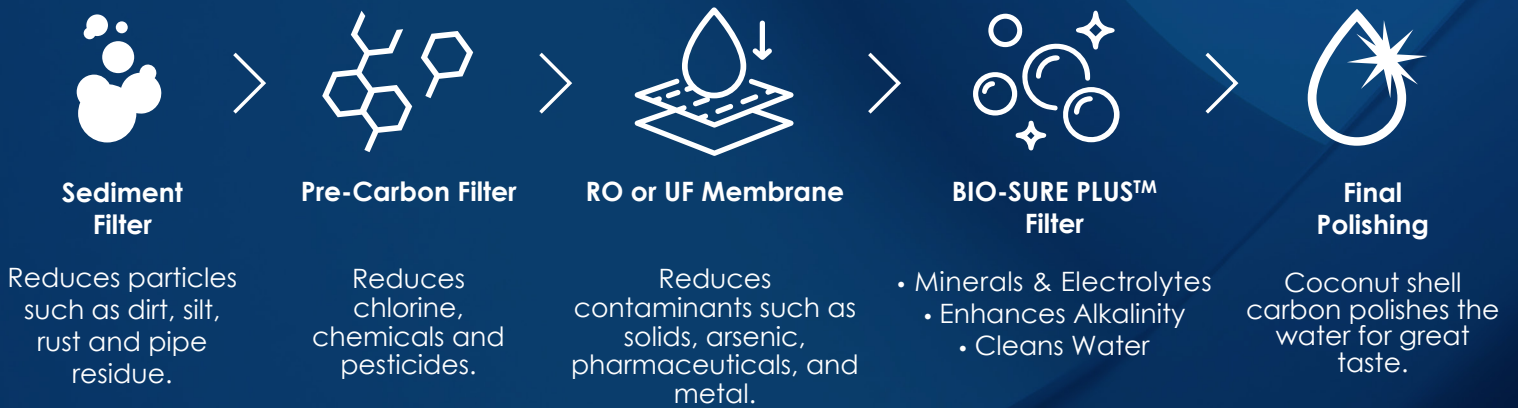 Sediment
Filter
Reduces particles
such as dirt, silt,
rust and pipe
residue.
Pre-Carbon Filter
Reduces
chlorine,
chemicals and
pesticides.
RO or UF Membrane
Reduces
contaminants such as
solids, arsenic,
pharmaceuticals, and
metal.
BIO-SURE PLUS™
Filter
• Minerals & Electrolytes
• Enhances Alkalinity
• Cleans Water
Final
Polishing
Coconut shell
carbon polishes the
water for great
taste.